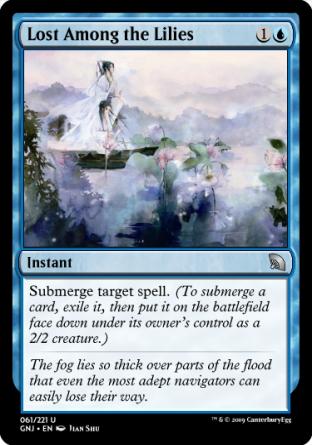 Lost Among the Lilies 1
Instant
Submerge target spell. (To submerge a
card, exile it, then put it on the battlefield
face down under its owner's control as a
2/2 creature.)
The fog lies so thick over parts of the flood
that even the most adept navigators can
easily lose their way.
061/221 U
GNJ • EN Jian Shu
™ & © 2019 CanterburyEgg